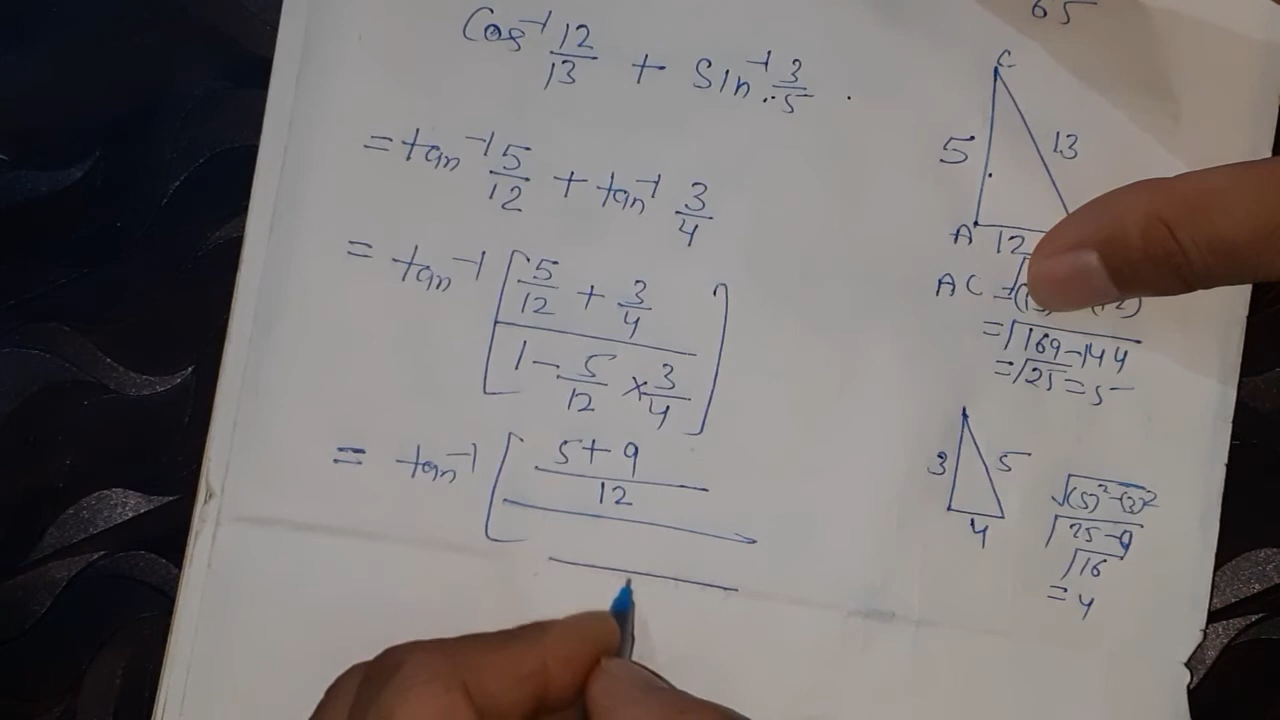 65
Cos⁻¹ 12/13 + Sin⁻¹ 3/5 .
= tan⁻¹ 5/12 + tan⁻¹ 3/4
= tan⁻¹ [ (5/12 + 3/4) / (1 - 5/12 × 3/4) ]
= tan⁻¹ [ (5+9)/12
C
5 13
A 12
AC =
= √169-144
= √25 = 5
3 5
4
√(5)²-(3)²
√25-9
√16
= 4